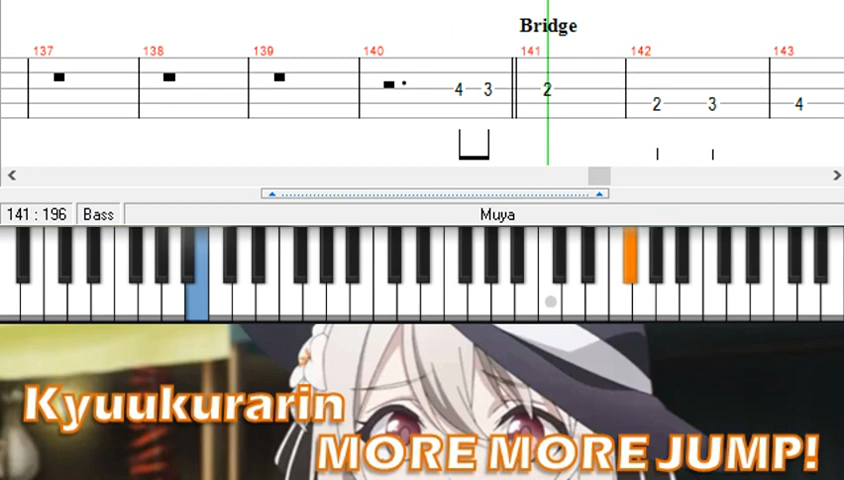 Bridge
137 138 139 140 141 142 143
4 3 2
2 3 4
141 : 196 Bass Muya
Kyuukurarin
MORE MORE JUMP!